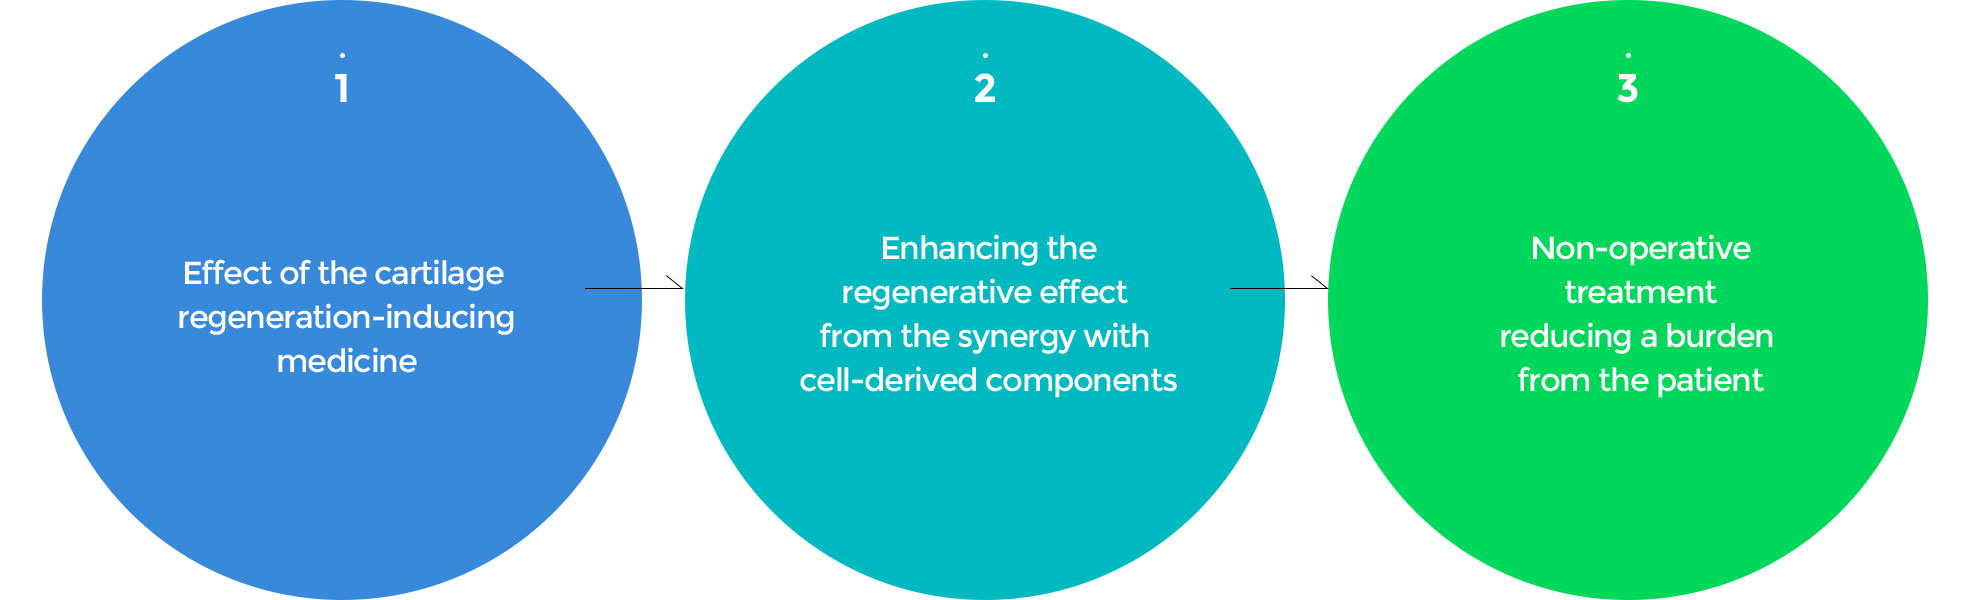 1
Effect of the cartilage
regeneration-inducing
medicine
2
Enhancing the
regenerative effect
from the synergy with
cell-derived components
3
Non-operative
treatment
reducing a burden
from the patient